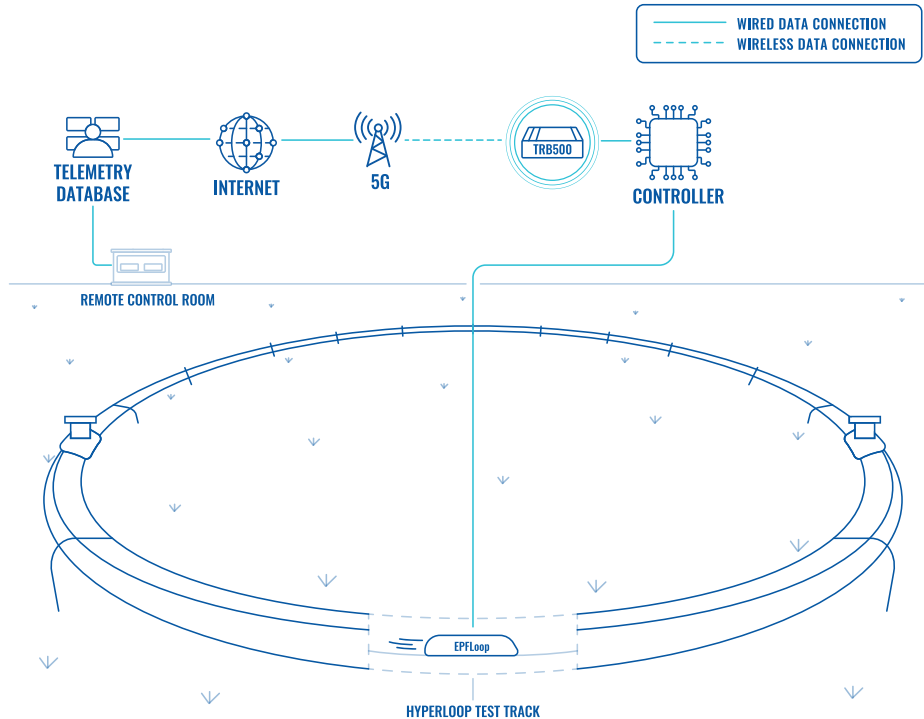 WIRED DATA CONNECTION
WIRELESS DATA CONNECTION
TELEMETRY
DATABASE
INTERNET
5G
TRB500
CONTROLLER
REMOTE CONTROL ROOM
EPFLoop
HYPERLOOP TEST TRACK